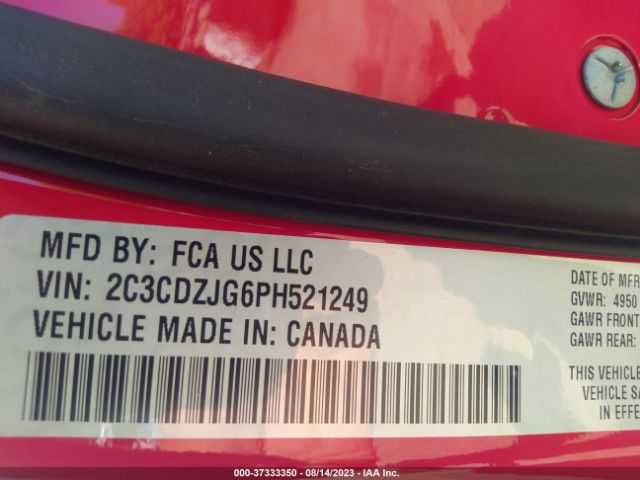 MFD BY: FCA US LLC
VIN: 2C3CDZJG6PH521249
VEHICLE MADE IN: CANADA
DATE OF MFR
GVWR: 4950
GAWR FRONT
GAWR REAR:
THIS VEHICLE
VEHICLE SA
IN EFFE
000-37333350 - 08/14/2023 - IAA Inc.